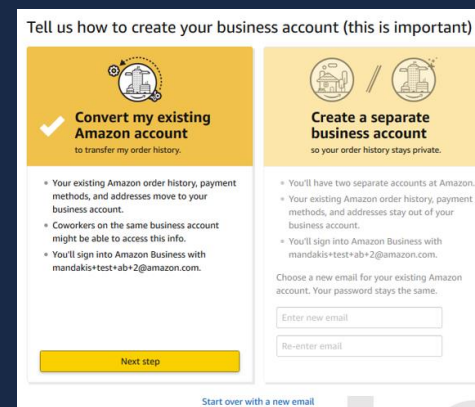 Tell us how to create your business account (this is important)
Convert my existing
Amazon account
to transfer my order history.
• Your existing Amazon order history, payment
methods, and addresses move to your
business account.
• Coworkers on the same business account
might be able to access this info.
• You'll sign into Amazon Business with
mandakis+test+ab+2@amazon.com.
Next step
Create a separate
business account
so your order history stays private.
• You'll have two separate accounts at Amazon.
• Your existing Amazon order history, payment
methods, and addresses stay out of your
business account.
• You'll sign into Amazon Business with
mandakis+test+ab+2@amazon.com.
Choose a new email for your existing Amazon
account. Your password stays the same.
Enter new email
Re-enter email
Start over with a new email